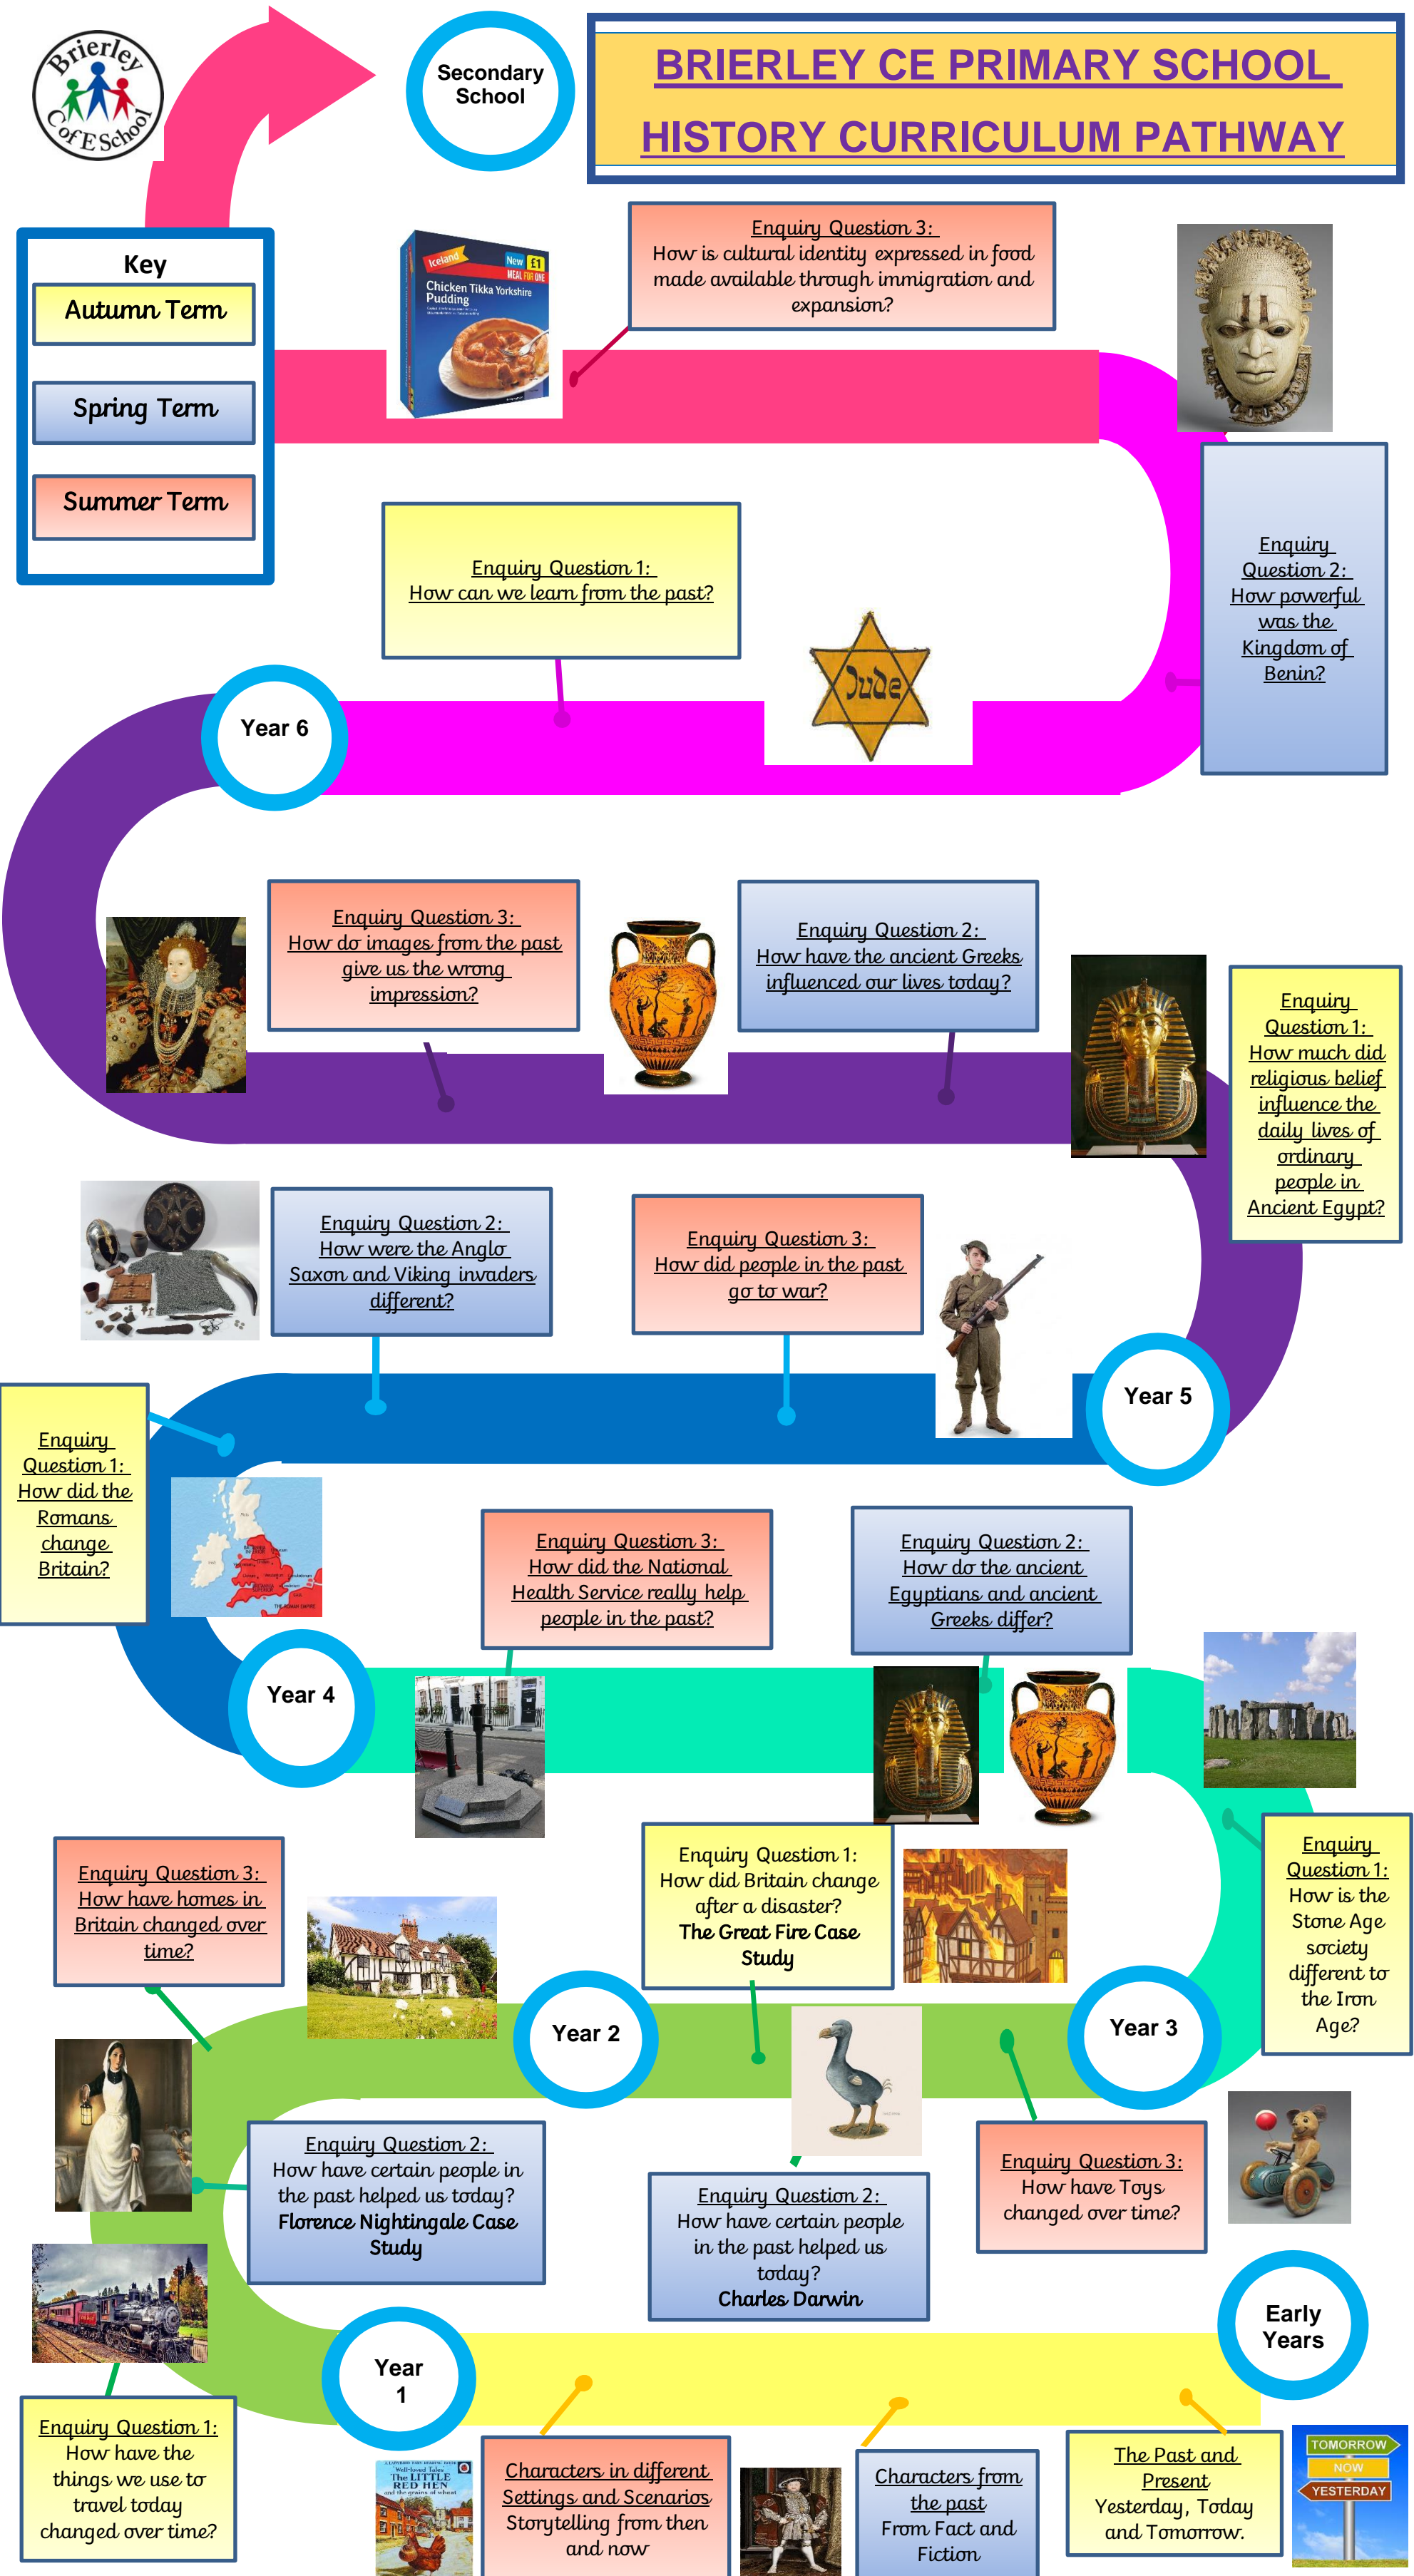 Brierley
C of E School
Secondary
School
BRIERLEY CE PRIMARY SCHOOL
HISTORY CURRICULUM PATHWAY
Key
Autumn Term
Spring Term
Summer Term
Iceland
New £1
MEAL FOR ONE
Chicken Tikka Yorkshire
Pudding
Enquiry Question 3:
How is cultural identity expressed in food
made available through immigration and
expansion?
Enquiry
Question 2:
How powerful
was the
Kingdom of
Benin?
Enquiry Question 1:
How can we learn from the past?
Jude
Year 6
Enquiry Question 3:
How do images from the past
give us the wrong
impression?
Enquiry Question 2:
How have the ancient Greeks
influenced our lives today?
Enquiry
Question 1:
How much did
religious belief
influence the
daily lives of
ordinary
people in
Ancient Egypt?
Enquiry Question 2:
How were the Anglo
Saxon and Viking invaders
different?
Enquiry Question 3:
How did people in the past
go to war?
Year 5
Enquiry
Question 1:
How did the
Romans
change
Britain?
Enquiry Question 3:
How did the National
Health Service really help
people in the past?
Enquiry Question 2:
How do the ancient
Egyptians and ancient
Greeks differ?
Year 4
Enquiry
Question 1:
How is the
Stone Age
society
different to
the Iron
Age?
Enquiry Question 3:
How have homes in
Britain changed over
time?
Enquiry Question 1:
How did Britain change
after a disaster?
The Great Fire Case
Study
Year 2
Year 3
Enquiry Question 2:
How have certain people in
the past helped us today?
Florence Nightingale Case
Study
Enquiry Question 2:
How have certain people
in the past helped us
today?
Charles Darwin
Enquiry Question 3:
How have Toys
changed over time?
Early
Years
Year
1
Enquiry Question 1:
How have the
things we use to
travel today
changed over time?
Well-loved Tales
The LITTLE
RED HEN
and the grains of wheat
Characters in different
Settings and Scenarios
Storytelling from then
and now
Characters from
the past
From Fact and
Fiction
The Past and
Present
Yesterday, Today
and Tomorrow.
TOMORROW
NOW
YESTERDAY